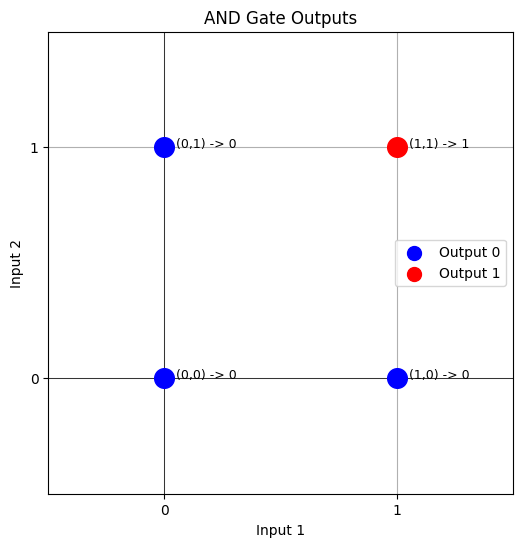 AND Gate Outputs
Input 2
1
0
(0,1) -> 0
(1,1) -> 1
Output 0
Output 1
(0,0) -> 0
(1,0) -> 0
0
1
Input 1